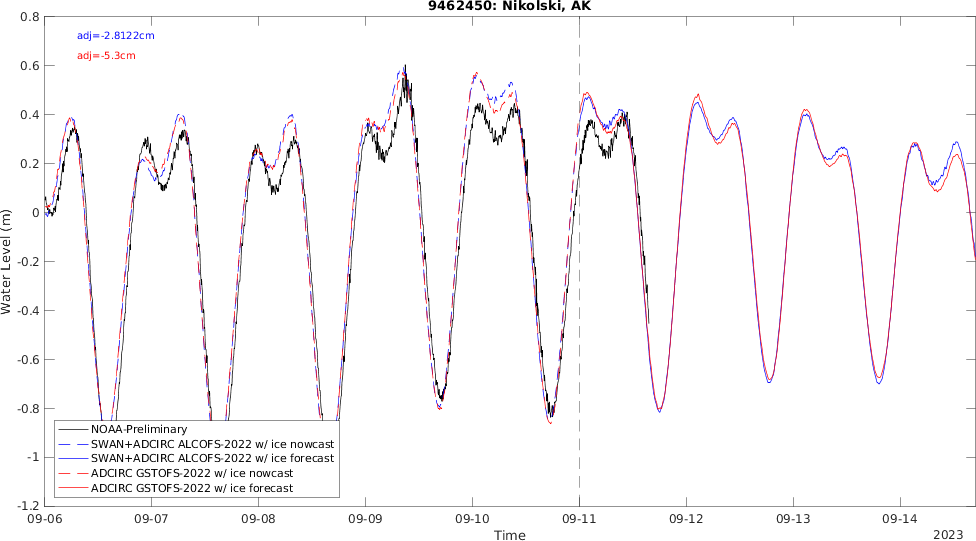 9462450: Nikolski, AK
adj=-2.8122cm
adj=-5.3cm
0.8
0.6
0.4
0.2
0
-0.2
-0.4
-0.6
-0.8
-1
-1.2
Water Level (m)
NOAA-Preliminary
SWAN+ADCIRC ALCOFS-2022 w/ ice nowcast
SWAN+ADCIRC ALCOFS-2022 w/ ice forecast
ADCIRC GSTOFS-2022 w/ ice nowcast
ADCIRC GSTOFS-2022 w/ ice forecast
09-06 09-07 09-08 09-09 09-10 09-11 09-12 09-13 09-14
Time
2023